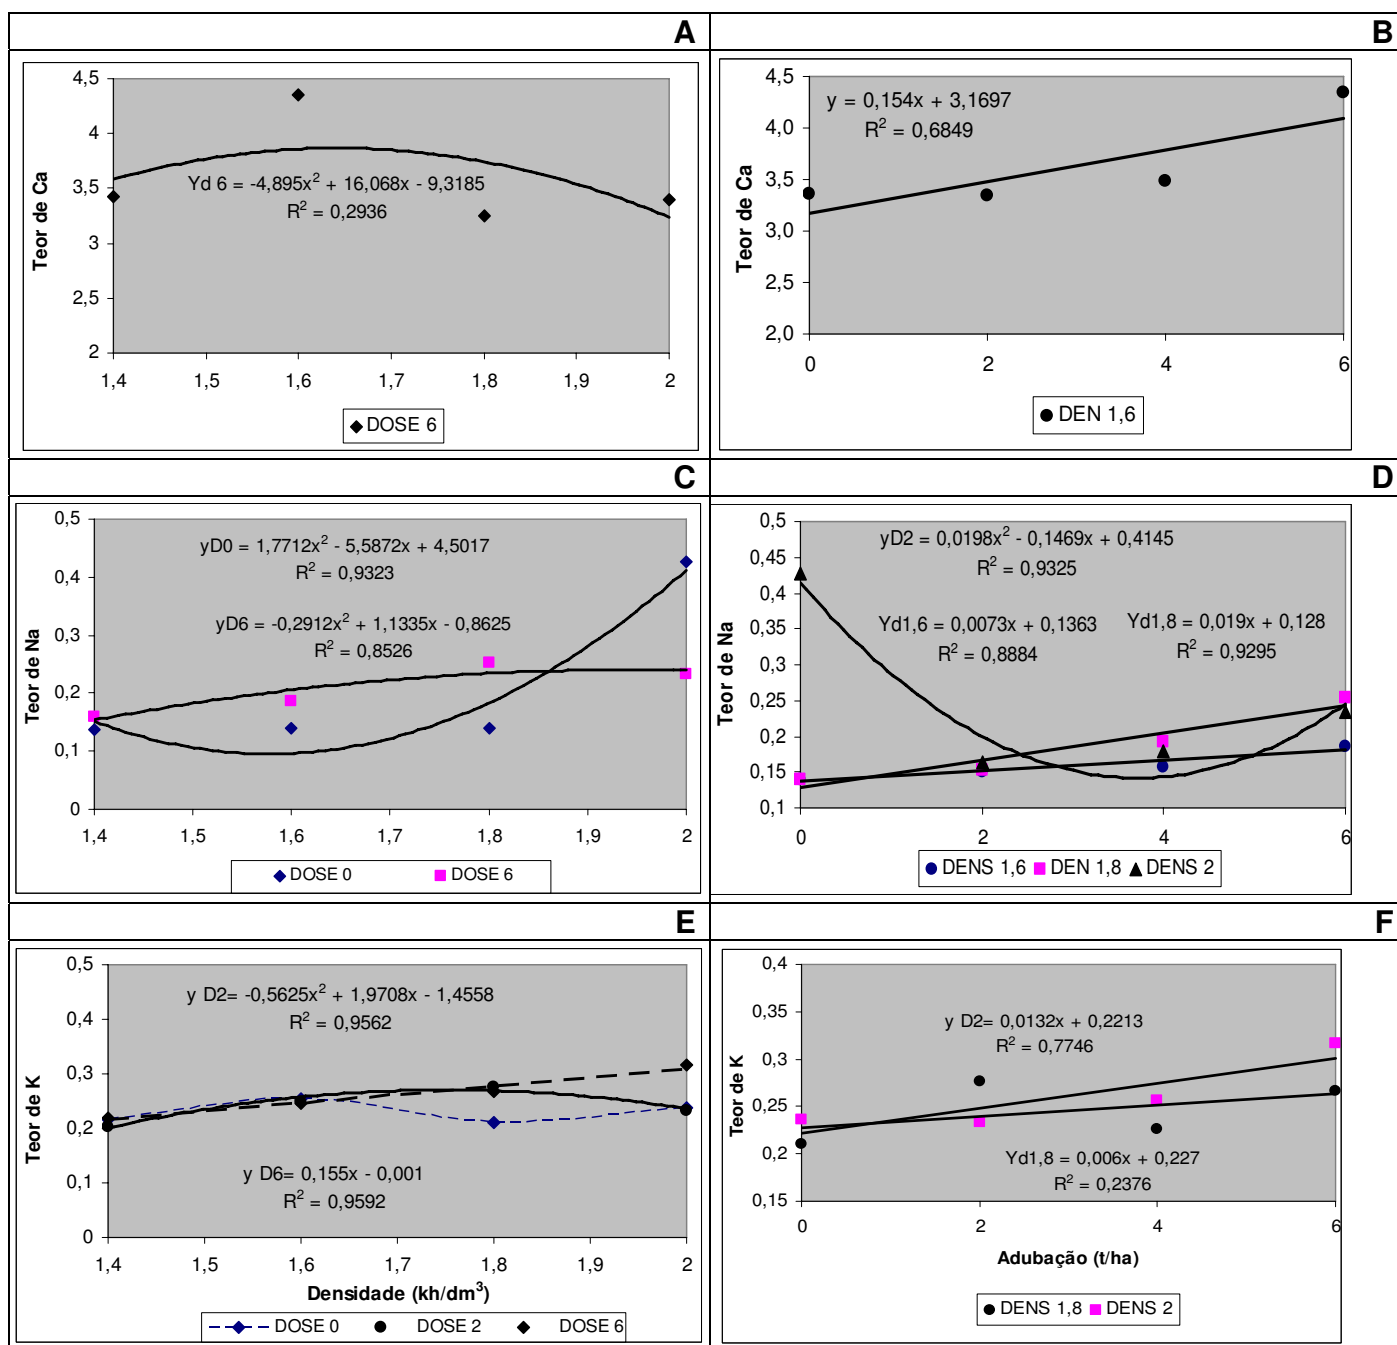 A
B
4,5
4
3,5
3
2,5
2
Teor de Ca
Yd 6 = -4,895x² + 16,068x - 9,3185
R² = 0,2936
1,4 1,5 1,6 1,7 1,8 1,9 2
DOSE 6
4,5
4,0
3,5
3,0
2,5
2,0
Teor de Ca
y = 0,154x + 3,1697
R² = 0,6849
0 2 4 6
DEN 1,6
C
D
0,5
0,4
0,3
0,2
0,1
0
Teor de Na
yD0 = 1,7712x² - 5,5872x + 4,5017
R² = 0,9323
yD6 = -0,2912x² + 1,1335x - 0,8625
R² = 0,8526
1,4 1,5 1,6 1,7 1,8 1,9 2
DOSE 0 DOSE 6
0,5
0,45
0,4
0,35
0,3
0,25
0,2
0,15
0,1
Teor de Na
yD2 = 0,0198x² - 0,1469x + 0,4145
R² = 0,9325
Yd1,6 = 0,0073x + 0,1363
R² = 0,8884
Yd1,8 = 0,019x + 0,128
R² = 0,9295
0 2 4 6
DENS 1,6 DEN 1,8 DENS 2
E
F
0,5
0,4
0,3
0,2
0,1
0
Teor de K
y D2= -0,5625x² + 1,9708x - 1,4558
R² = 0,9562
y D6= 0,155x - 0,001
R² = 0,9592
1,4 1,5 1,6 1,7 1,8 1,9 2
Densidade (kh/dm³)
DOSE 0 DOSE 2 DOSE 6
0,4
0,35
0,3
0,25
0,2
0,15
Teor de K
y D2= 0,0132x + 0,2213
R² = 0,7746
Yd1,8 = 0,006x + 0,227
R² = 0,2376
0 2 4 6
Adubação (t/ha)
DENS 1,8 DENS 2